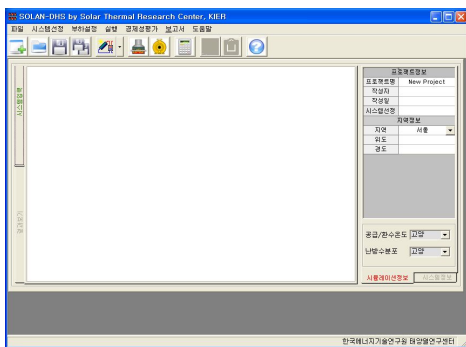 SOLAN-DHS by Solar Thermal Research Center, KIER
파일 시스템선정 부하설정 실행 경제성평가 보고서 도움말
프로젝트정보
프로젝트명 New Project
작성자
작성일
시스템선정
지역정보
지역 서울
위도
경도
공급/환수온도 고양
난방수분포 고양
시뮬레이션정보 시스템정보
한국에너지기술연구원 태양열연구센터